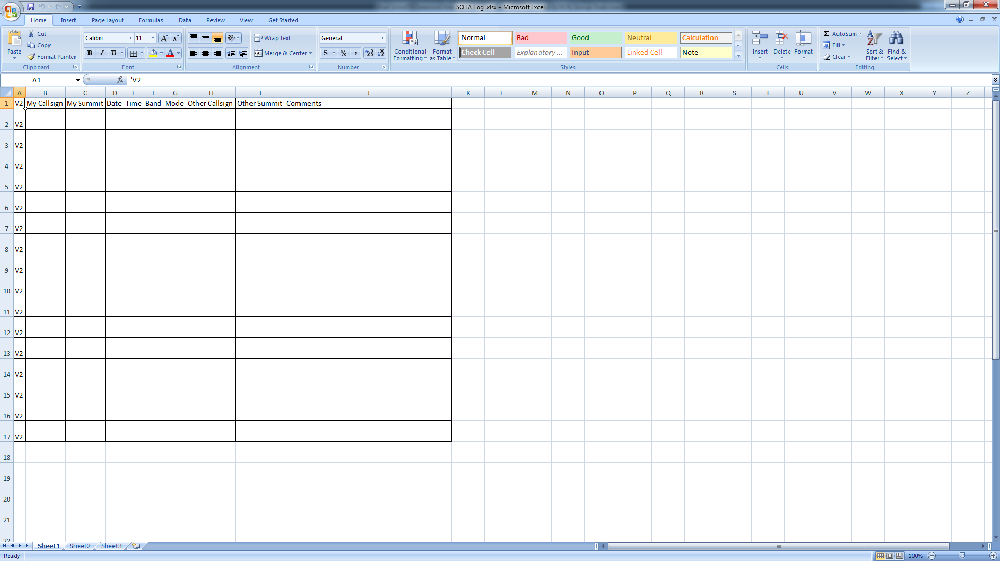 SOTA Log .xlsx - Microsoft Excel
Home Insert Page Layout Formulas Data Review View Get Started
Paste
Cut
Copy
Format Painter
Clipboard
Calibri 11
B I U
Font
Wrap Text
Merge & Center
Alignment
General
$ % ,
Number
Conditional Formatting
Format as Table
Normal Bad Good Neutral Calculation
Check Cell Explanatory ... Input Linked Cell Note
Styles
Insert Delete Format
Cells
Σ AutoSum
Fill
Clear
Sort & Filter
Find & Select
Editing
A1 fx 'V2
A B C D E F G H I J K L M N O P Q R S T U V W X Y Z
1 V2 My Callsign My Summit Date Time Band Mode Other Callsign Other Summit Comments
2 V2
3 V2
4 V2
5 V2
6 V2
7 V2
8 V2
9 V2
10 V2
11 V2
12 V2
13 V2
14 V2
15 V2
16 V2
17 V2
18
19
20
21
22
Sheet1 Sheet2 Sheet3
Ready 100%